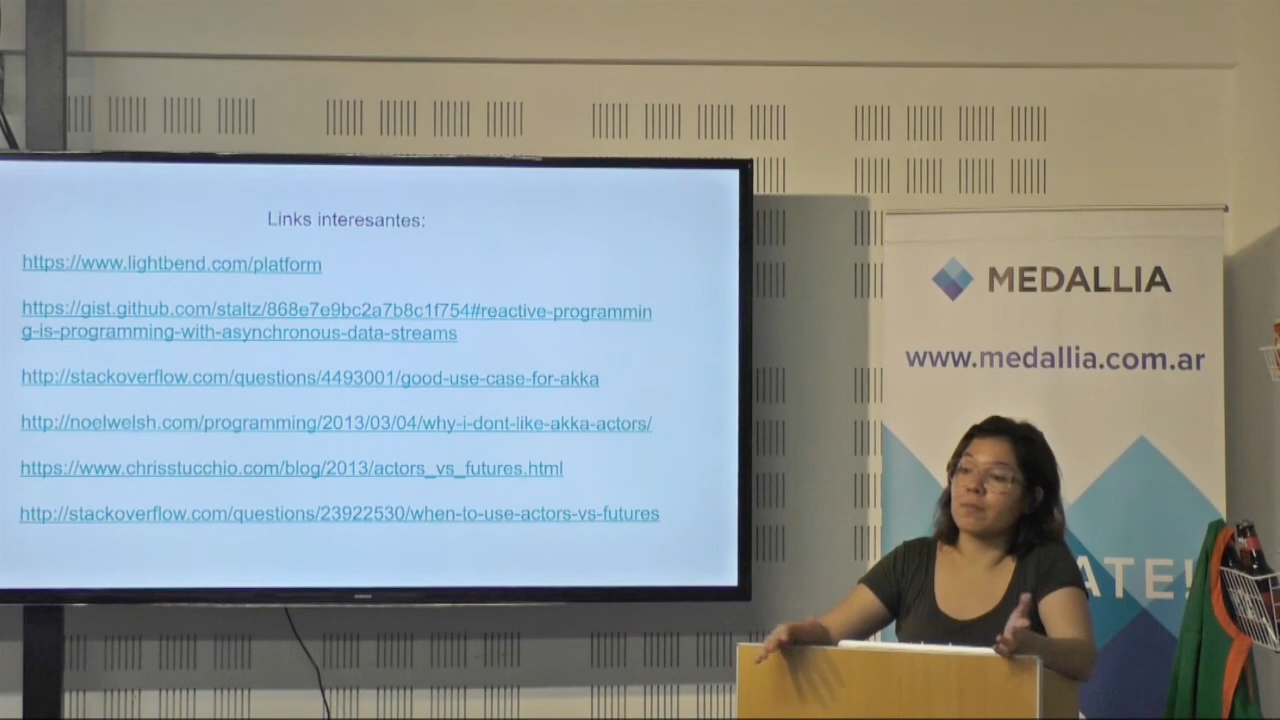 Links interesantes:
https://www.lightbend.com/platform
https://gist.github.com/staltz/868e7e9bc2a7b8c1f754#reactive-programmin
g-is-programming-with-asynchronous-data-streams
http://stackoverflow.com/questions/4493001/good-use-case-for-akka
http://noelwelsh.com/programming/2013/03/04/why-i-dont-like-akka-actors/
https://www.chrisstucchio.com/blog/2013/actors_vs_futures.html
http://stackoverflow.com/questions/23922530/when-to-use-actors-vs-futures
MEDALLIA
www.medallia.com.ar
ATE!